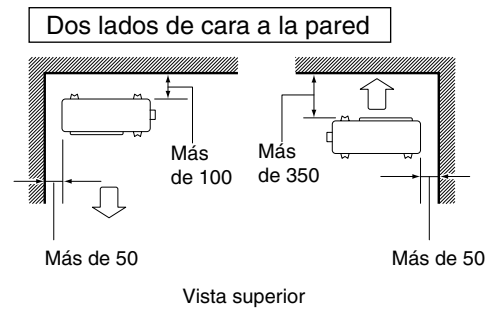 Dos lados de cara a la pared
Más
de 100
Más
de 350
Más de 50
Más de 50
Vista superior